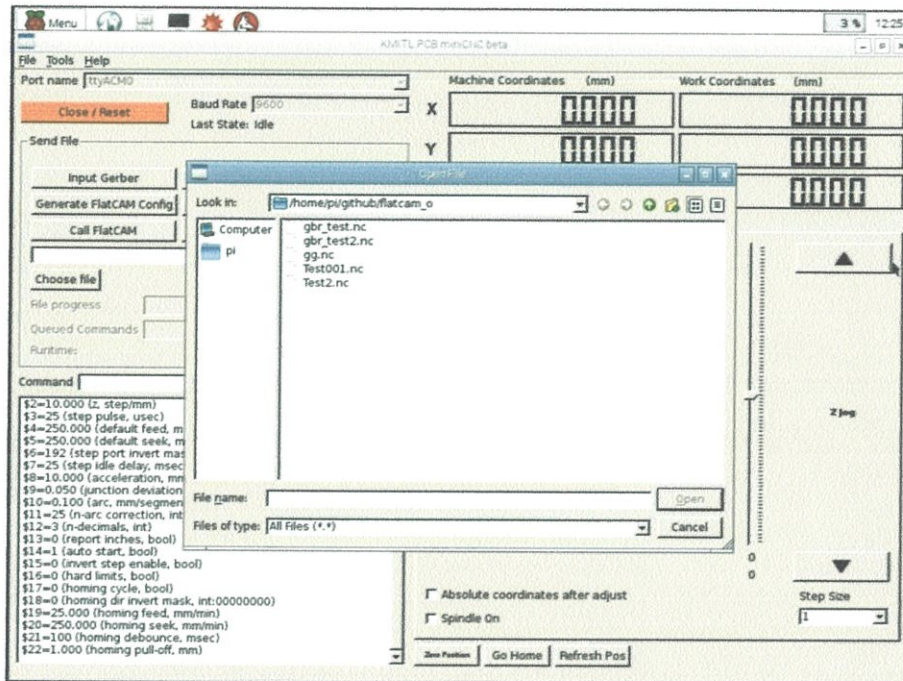 Menu
3 %
12:25
KMITL PCB miniCNC beta
File Tools Help
Port name ttyACM0
Machine Coordinates (mm)
Work Coordinates (mm)
Close / Reset
Baud Rate 9600
Last State: Idle
X 0.000 0.000
Y 0.000 0.000
0.000
Send File
Input Gerber
Generate FlatCAM Config
Call FlatCAM
Choose file
File progress
Queued Commands
Runtime:
Open File
Look in: /home/pi/github/flatcam_o
Computer
pi
gbr_test.nc
gbr_test2.nc
gg.nc
Test001.nc
Test2.nc
File name:
Open
Files of type: All Files (*.*)
Cancel
Command
$2=10.000 (z, step/mm)
$3=25 (step pulse, usec)
$4=250.000 (default feed, m
$5=250.000 (default seek, m
$6=192 (step port invert mas
$7=25 (step idle delay, msec
$8=10.000 (acceleration, mm
$9=0.050 (junction deviation
$10=0.100 (arc, mm/segmen
$11=25 (n-arc correction, int
$12=3 (n-decimals, int)
$13=0 (report inches, bool)
$14=1 (auto start, bool)
$15=0 (invert step enable, bool)
$16=0 (hard limits, bool)
$17=0 (homing cycle, bool)
$18=0 (homing dir invert mask, int:00000000)
$19=25.000 (homing feed, mm/min)
$20=250.000 (homing seek, mm/min)
$21=100 (homing debounce, msec)
$22=1.000 (homing pull-off, mm)
Z Jog
0
0
Absolute coordinates after adjust
Spindle On
Step Size
1
Zero Position
Go Home
Refresh Pos